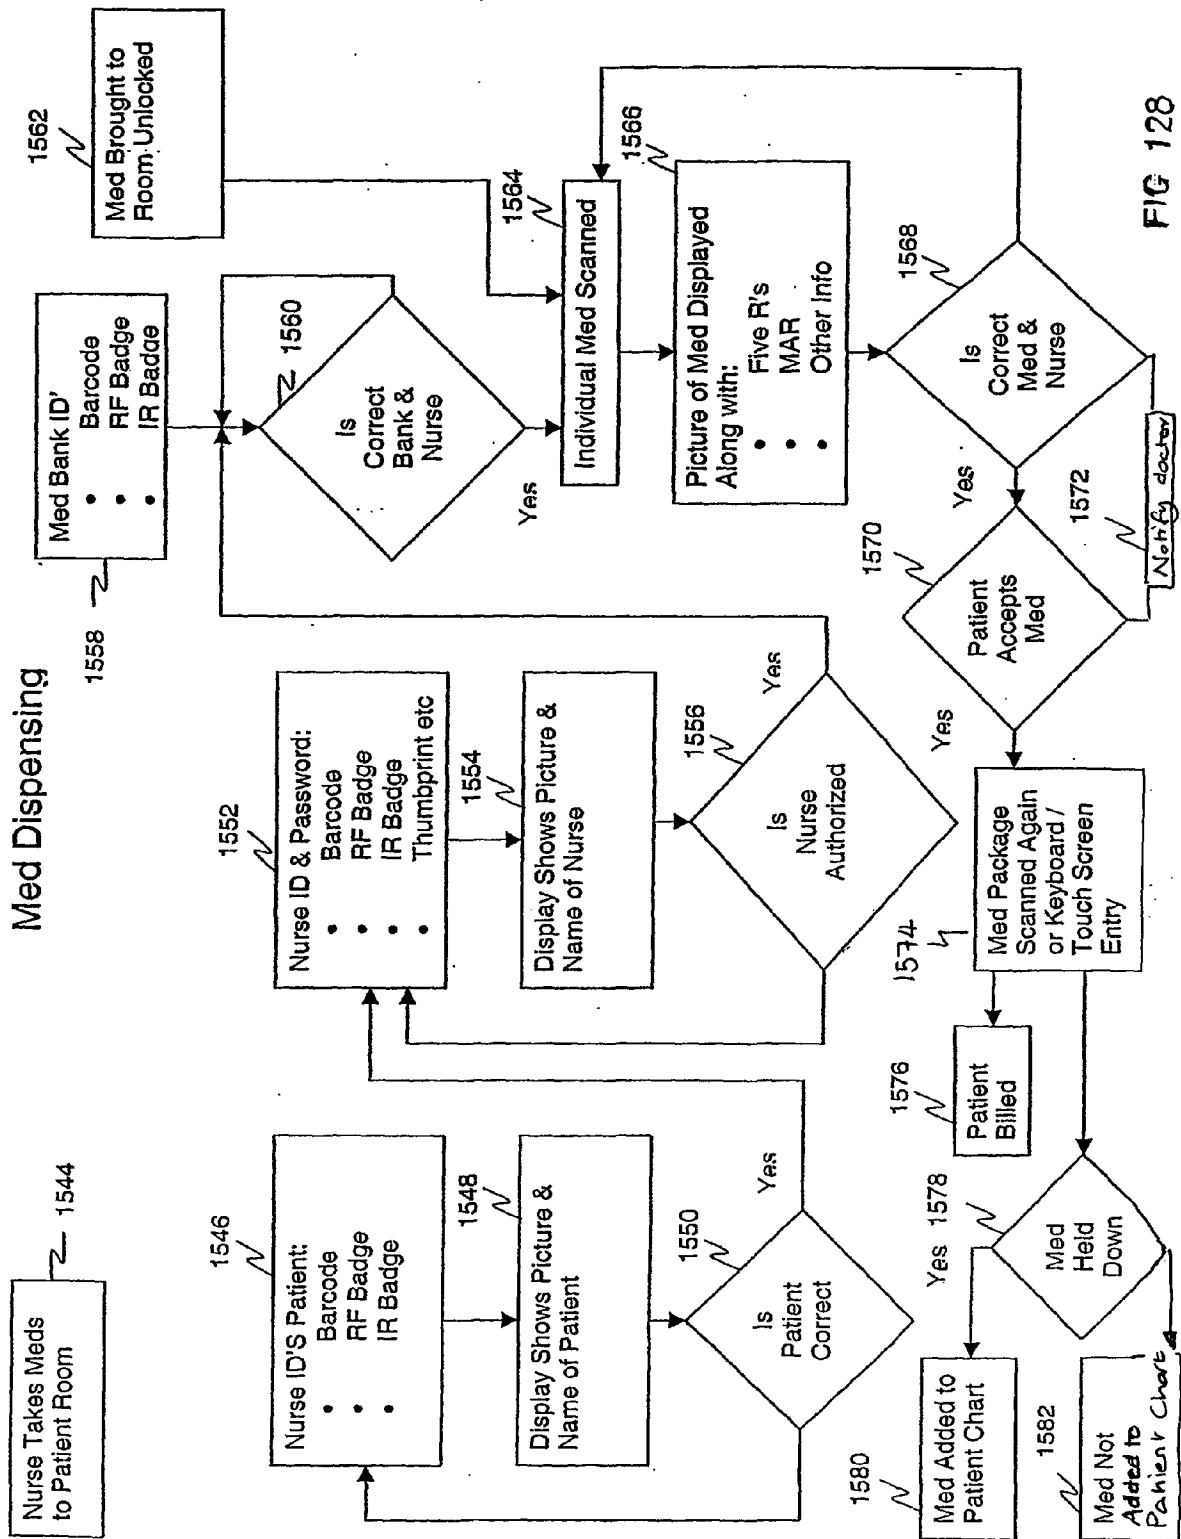 Med Dispensing
Nurse Takes Meds
to Patient Room
1544
1546
Nurse ID'S Patient:
• Barcode
• RF Badge
• IR Badge
1548
Display Shows Picture &
Name of Patient
1550
Is
Patient
Correct
Yes
1552
Nurse ID & Password:
• Barcode
• RF Badge
• IR Badge
• Thumbprint etc
1554
Display Shows Picture &
Name of Nurse
1556
Is
Nurse
Authorized
Yes
1558
Med Bank ID'
• Barcode
• RF Badge
• IR Badge
1560
Is
Correct
Bank &
Nurse
Yes
1562
Med Brought to
Room Unlocked
1564
Individual Med Scanned
1566
Picture of Med Displayed
Along with:
• Five R's
• MAR
• Other Info
1568
Is
Correct
Med &
Nurse
Yes
1570
Patient
Accepts
Med
Yes
1572
Notify doctor
1574
Med Package
Scanned Again
or Keyboard /
Touch Screen
Entry
1576
Patient
Billed
1578
Med
Held
Down
Yes
1580
Med Added to
Patient Chart
1582
Med Not
Added to
Patient Chart
FIG 128